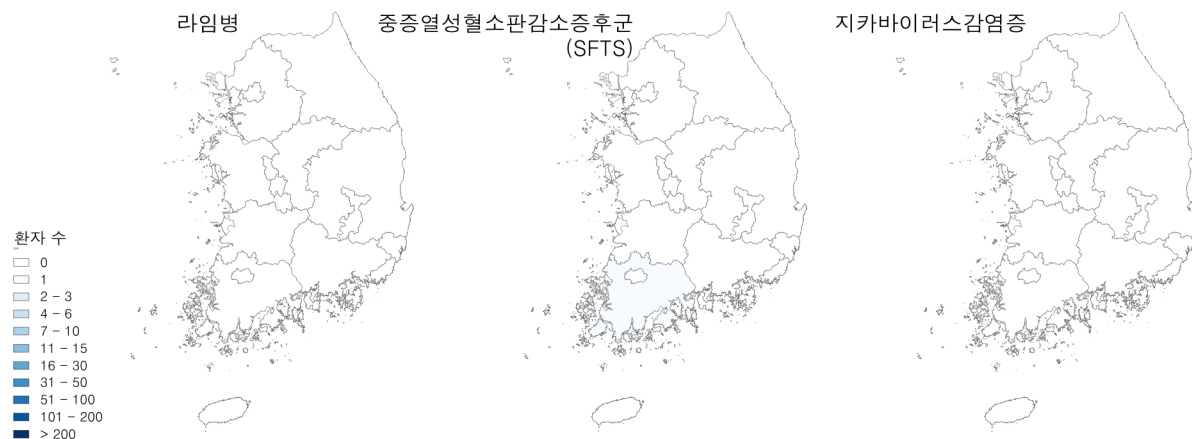 라임병
중증열성혈소판감소증후군
(SFTS)
지카바이러스감염증
환자 수
0
1
2 - 3
4 - 6
7 - 10
11 - 15
16 - 30
31 - 50
51 - 100
101 - 200
> 200